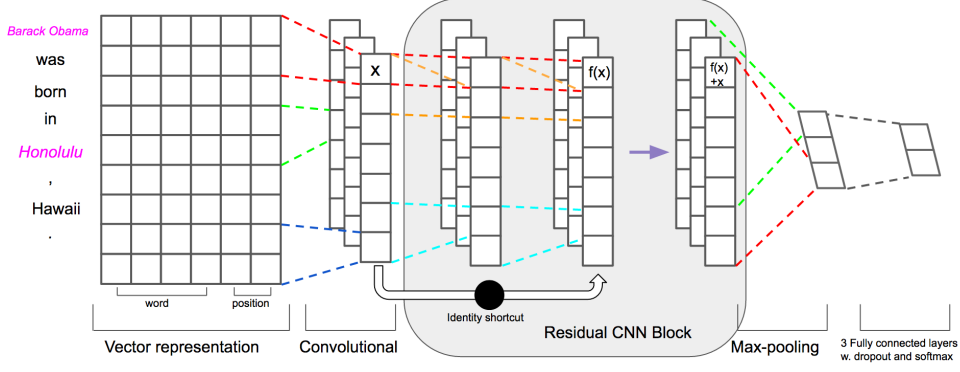 Barack Obama
was
born
in
Honolulu
,
Hawaii
.
word
position
Vector representation
X
Convolutional
f(x)
f(x)
+x
Identity shortcut
Residual CNN Block
Max-pooling
3 Fully connected layers
w. dropout and softmax